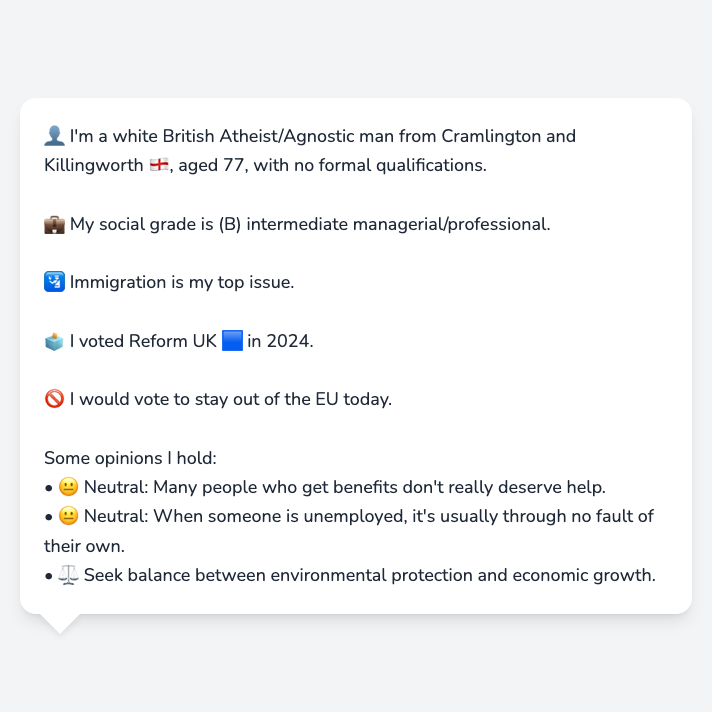 👤 I'm a white British Atheist/Agnostic man from Cramlington and
Killingworth 🏴󠁧󠁢󠁥󠁮󠁧󠁿, aged 77, with no formal qualifications.
💼 My social grade is (B) intermediate managerial/professional.
🛂 Immigration is my top issue.
🗳️ I voted Reform UK 🟦 in 2024.
🚫 I would vote to stay out of the EU today.
Some opinions I hold:
• 😐 Neutral: Many people who get benefits don't really deserve help.
• 😐 Neutral: When someone is unemployed, it's usually through no fault of
their own.
• ⚖️ Seek balance between environmental protection and economic growth.